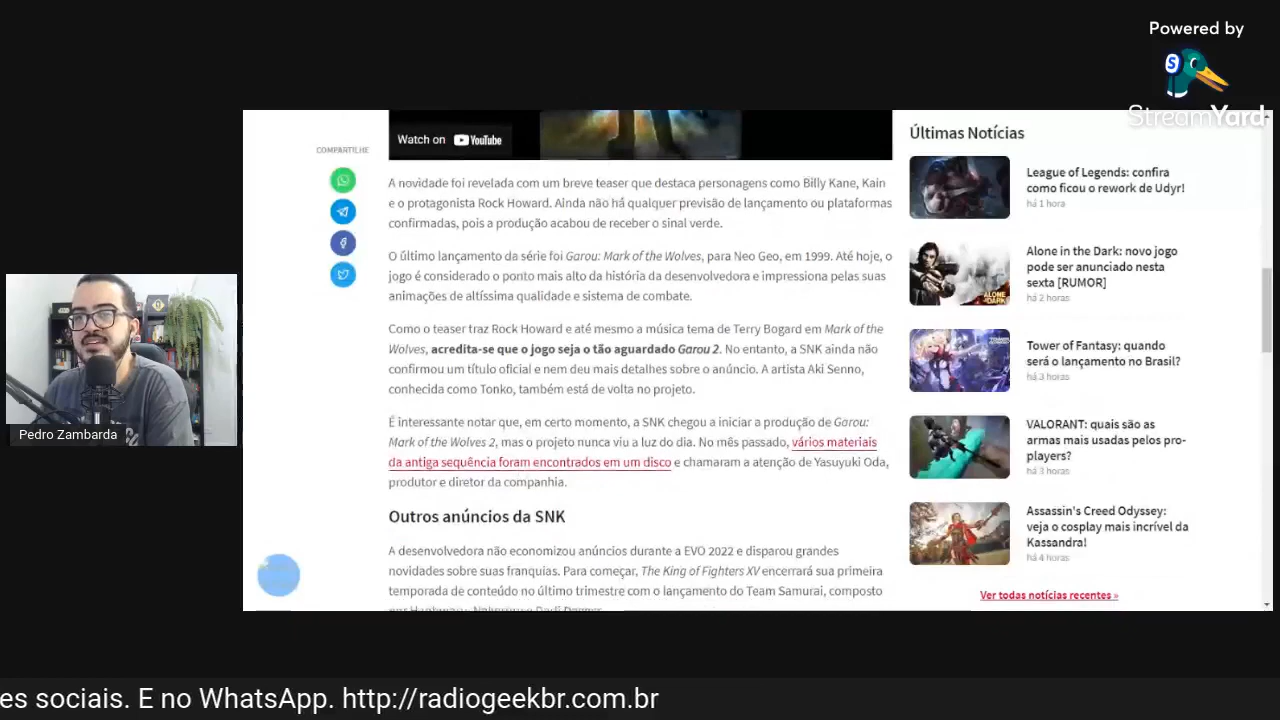 Powered by
StreamYard
Watch on YouTube
COMPARTILHE
A novidade foi revelada com um breve teaser que destaca personagens como Billy Kane, Kain
e o protagonista Rock Howard. Ainda não há qualquer previsão de lançamento ou plataformas
confirmadas, pois a produção acabou de receber o sinal verde.
O último lançamento da série foi Garou: Mark of the Wolves, para Neo Geo, em 1999. Até hoje, o
jogo é considerado o ponto mais alto da história da desenvolvedora e impressiona pelas suas
animações de altíssima qualidade e sistema de combate.
Como o teaser traz Rock Howard e até mesmo a música tema de Terry Bogard em Mark of the
Wolves, acredita-se que o jogo seja o tão aguardado Garou 2. No entanto, a SNK ainda não
confirmou um título oficial e nem deu mais detalhes sobre o anúncio. A artista Aki Senno,
conhecida como Tonko, também está de volta no projeto.
É interessante notar que, em certo momento, a SNK chegou a iniciar a produção de Garou:
Mark of the Wolves 2, mas o projeto nunca viu a luz do dia. No mês passado, vários materiais
da antiga sequência foram encontrados em um disco e chamaram a atenção de Yasuyuki Oda,
produtor e diretor da companhia.
Outros anúncios da SNK
A desenvolvedora não economizou anúncios durante a EVO 2022 e disparou grandes
novidades sobre suas franquias. Para começar, The King of Fighters XV encerrará sua primeira
temporada de conteúdo no último trimestre com o lançamento do Team Samurai, composto
Últimas Notícias
League of Legends: confira
como ficou o rework de Udyr!
há 1 hora
Alone in the Dark: novo jogo
pode ser anunciado nesta
sexta [RUMOR]
há 2 horas
Tower of Fantasy: quando
será o lançamento no Brasil?
há 3 horas
VALORANT: quais são as
armas mais usadas pelos pro-
players?
há 3 horas
Assassin's Creed Odyssey:
veja o cosplay mais incrível da
Kassandra!
há 4 horas
Ver todas notícias recentes »
Pedro Zambarda
es sociais. E no WhatsApp. http://radiogeekbr.com.br